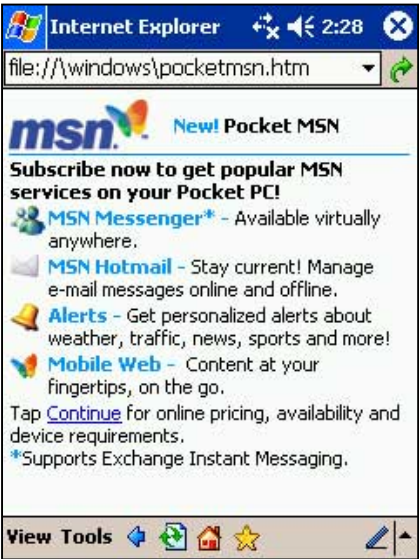 Internet Explorer 2:28
file://\windows\pocketmsn.htm
msn. New! Pocket MSN
Subscribe now to get popular MSN
services on your Pocket PC!
MSN Messenger* - Available virtually
anywhere.
MSN Hotmail - Stay current! Manage
e-mail messages online and offline.
Alerts - Get personalized alerts about
weather, traffic, news, sports and more!
Mobile Web - Content at your
fingertips, on the go.
Tap Continue for online pricing, availability and
device requirements.
*Supports Exchange Instant Messaging.
View Tools